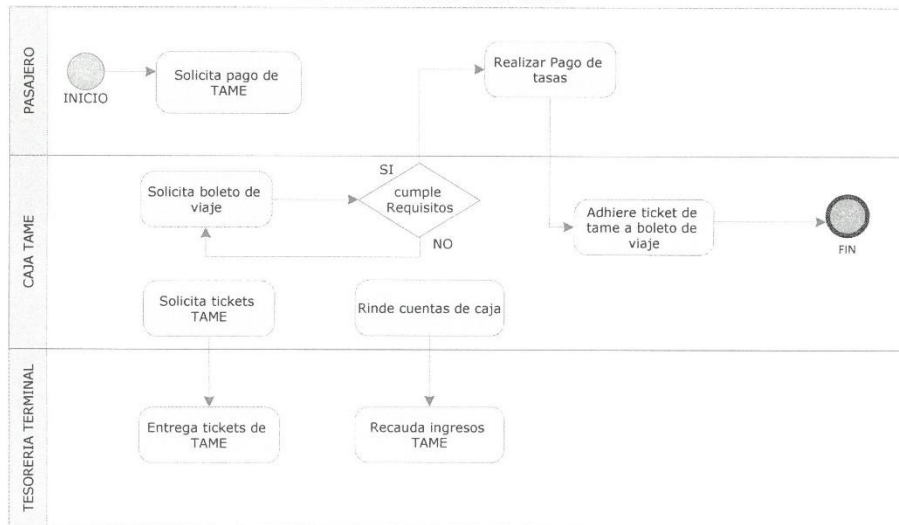 PASAJERO
INICIO
Solicita pago de
TAME
Realizar Pago de
tasas
CAJA TAME
Solicita boleto de
viaje
SI
cumple
Requisitos
NO
Adhiere ticket de
tame a boleto de
viaje
FIN
Solicita tickets
TAME
Rinde cuentas de caja
TESORERIA TERMINAL
Entrega tickets de
TAME
Recauda ingresos
TAME